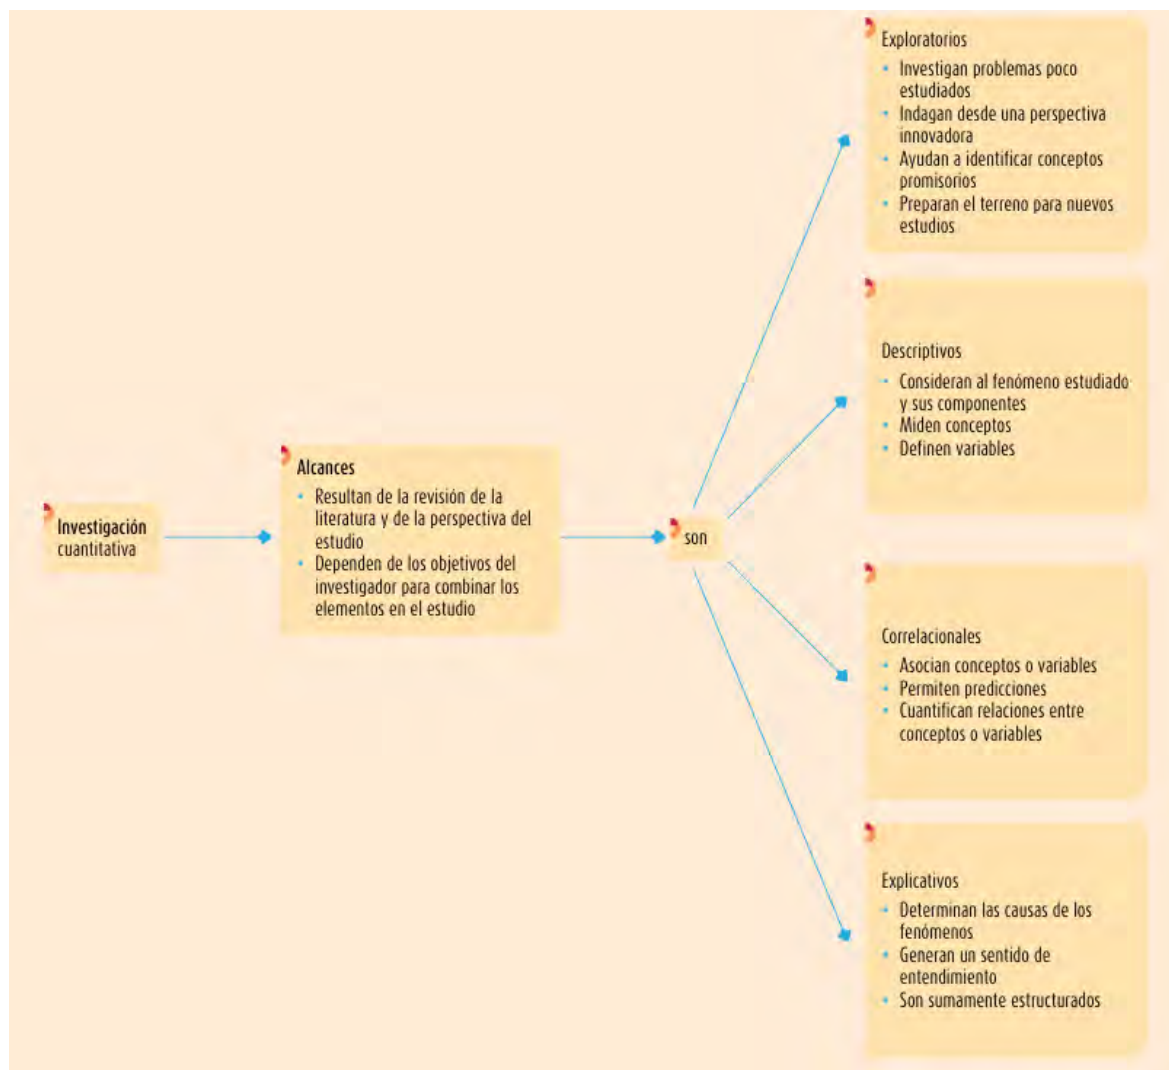 Investigación
cuantitativa
Alcances
• Resultan de la revisión de la
literatura y de la perspectiva del
estudio
• Dependen de los objetivos del
investigador para combinar los
elementos en el estudio
son
Exploratorios
• Investigan problemas poco
estudiados
• Indagan desde una perspectiva
innovadora
• Ayudan a identificar conceptos
promisorios
• Preparan el terreno para nuevos
estudios
Descriptivos
• Consideran al fenómeno estudiado
y sus componentes
• Miden conceptos
• Definen variables
Correlacionales
• Asocian conceptos o variables
• Permiten predicciones
• Cuantifican relaciones entre
conceptos o variables
Explicativos
• Determinan las causas de los
fenómenos
• Generan un sentido de
entendimiento
• Son sumamente estructurados